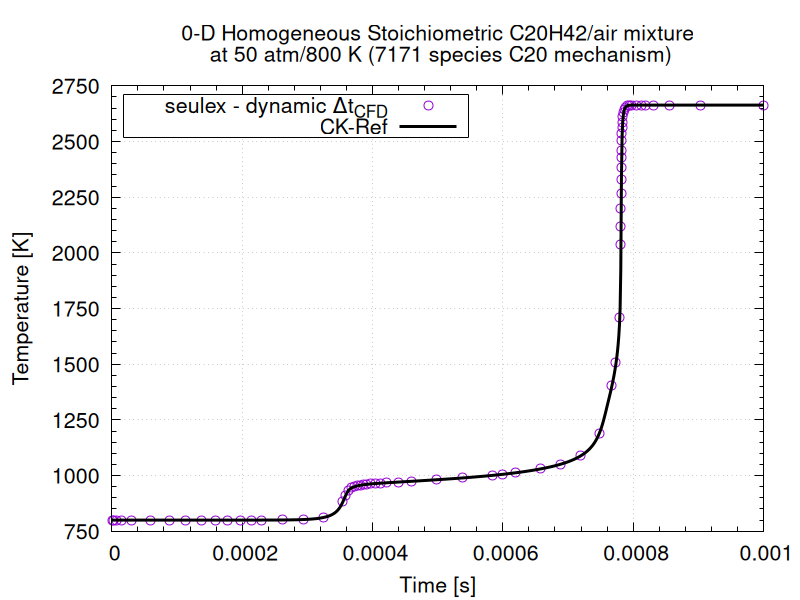 0-D Homogeneous Stoichiometric C20H42/air mixture
at 50 atm/800 K (7171 species C20 mechanism)
2750
2500
2250
2000
1750
1500
1250
1000
750
Temperature [K]
seulex - dynamic ΔtCFD
CK-Ref
0
0.0002
0.0004
0.0006
0.0008
0.001
Time [s]